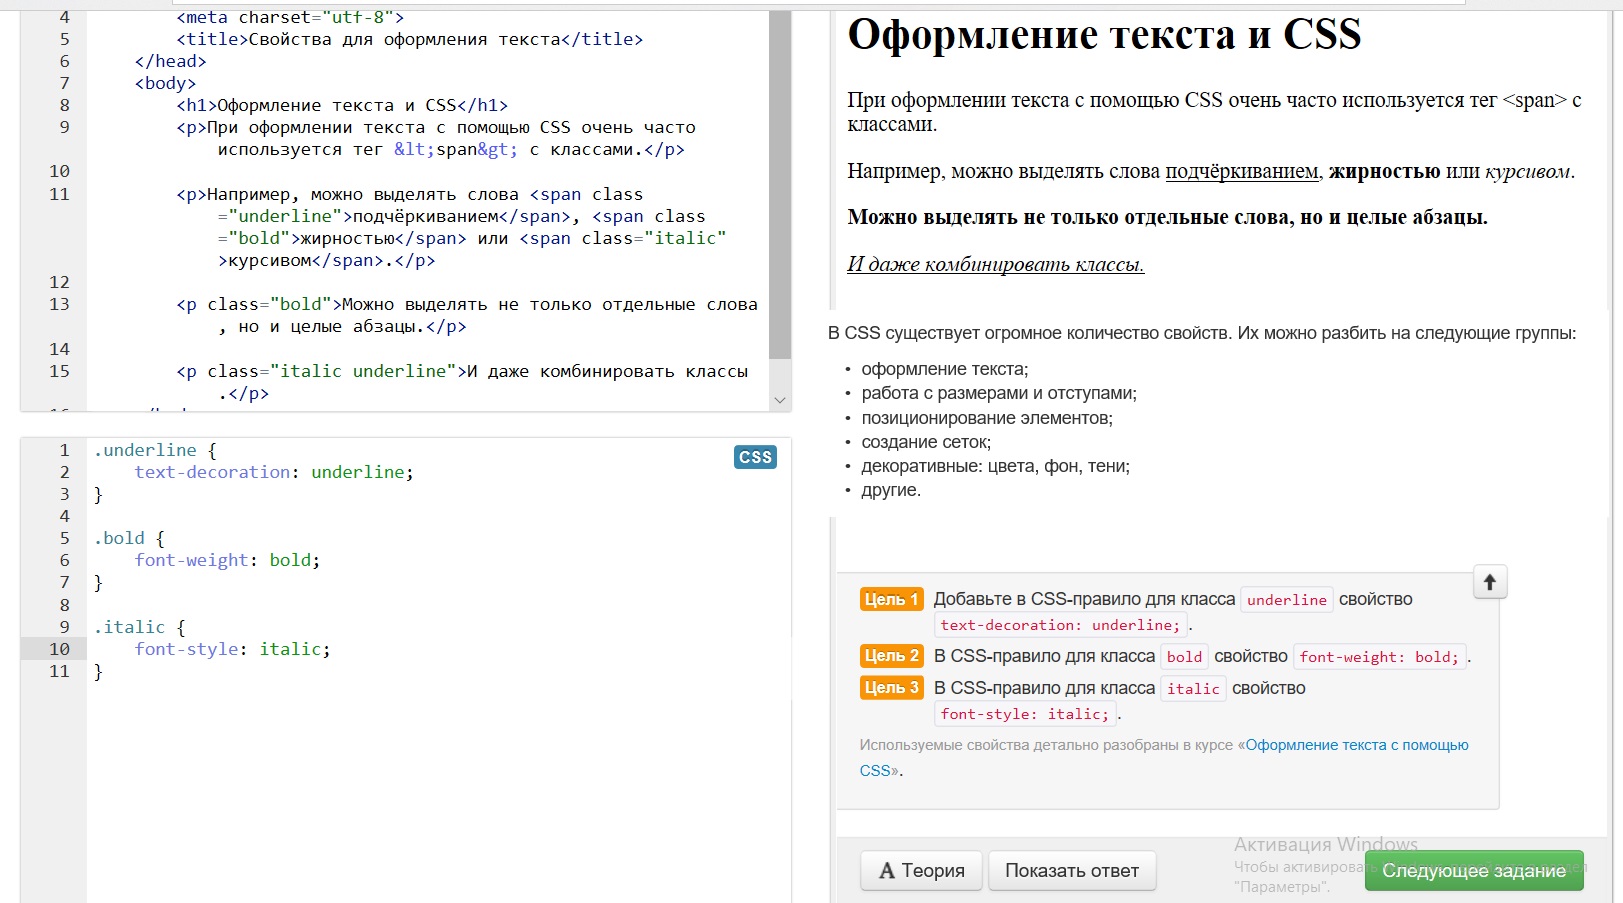 4 <meta charset="utf-8">
5 <title>Свойства для оформления текста</title>
6 </head>
7 <body>
8 <h1>Оформление текста и CSS</h1>
9 <p>При оформлении текста с помощью CSS очень часто
используется тег &lt;span&gt; с классами.</p>
10
11 <p>Например, можно выделять слова <span class
="underline">подчёркиванием</span>, <span class
="bold">жирностью</span> или <span class="italic"
>курсивом</span>.</p>
12
13 <p class="bold">Можно выделять не только отдельные слова
, но и целые абзацы.</p>
14
15 <p class="italic underline">И даже комбинировать классы
.</p>
CSS
1 .underline {
2 text-decoration: underline;
3 }
4
5 .bold {
6 font-weight: bold;
7 }
8
9 .italic {
10 font-style: italic;
11 }
Оформление текста и CSS
При оформлении текста с помощью CSS очень часто используется тег <span> с
классами.
Например, можно выделять слова подчёркиванием, жирностью или курсивом.
Можно выделять не только отдельные слова, но и целые абзацы.
И даже комбинировать классы.
В CSS существует огромное количество свойств. Их можно разбить на следующие группы:
• оформление текста;
• работа с размерами и отступами;
• позиционирование элементов;
• создание сеток;
• декоративные: цвета, фон, тени;
• другие.
Цель 1 Добавьте в CSS-правило для класса underline свойство
text-decoration: underline; .
Цель 2 В CSS-правило для класса bold свойство font-weight: bold; .
Цель 3 В CSS-правило для класса italic свойство
font-style: italic; .
Используемые свойства детально разобраны в курсе «Оформление текста с помощью
CSS».
A Теория
Показать ответ
Следующее задание
Активация Windows
Чтобы активировать
"Параметры".